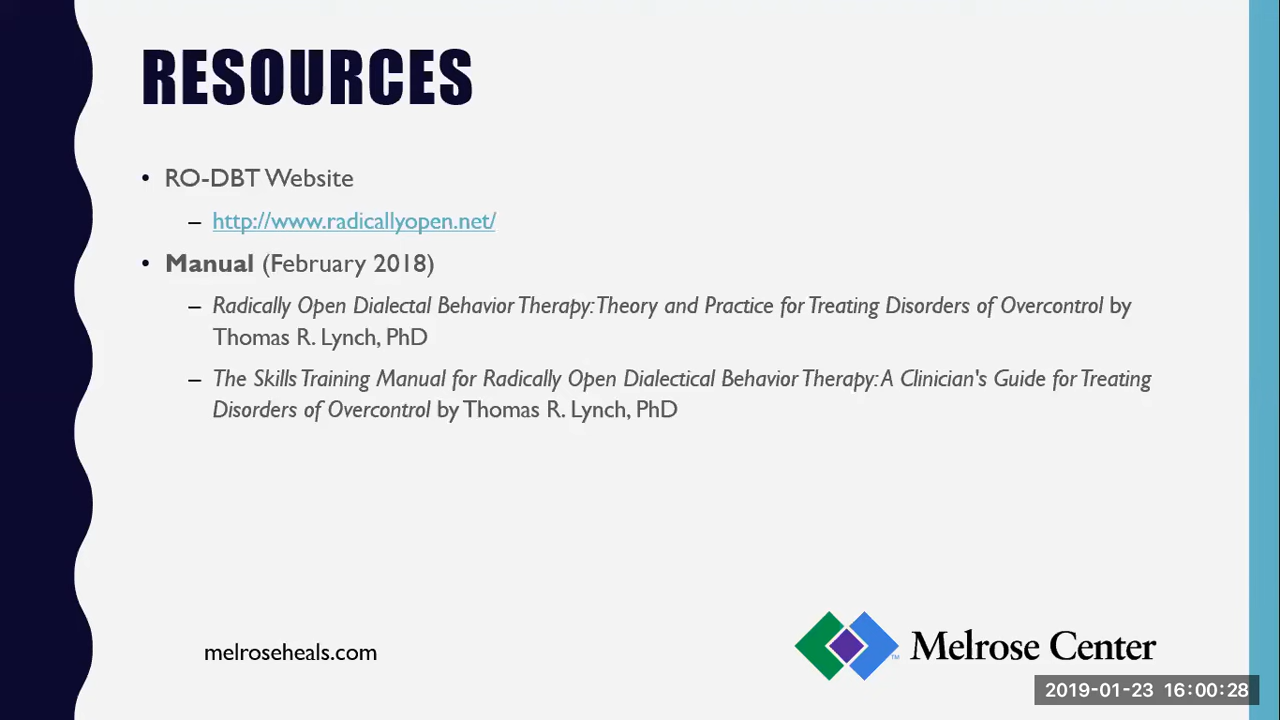 RESOURCES
• RO-DBT Website
– http://www.radicallyopen.net/
• Manual (February 2018)
– Radically Open Dialectal Behavior Therapy: Theory and Practice for Treating Disorders of Overcontrol by
Thomas R. Lynch, PhD
– The Skills Training Manual for Radically Open Dialectical Behavior Therapy: A Clinician's Guide for Treating
Disorders of Overcontrol by Thomas R. Lynch, PhD
melroseheals.com
TM Melrose Center
2019-01-23 16:00:28